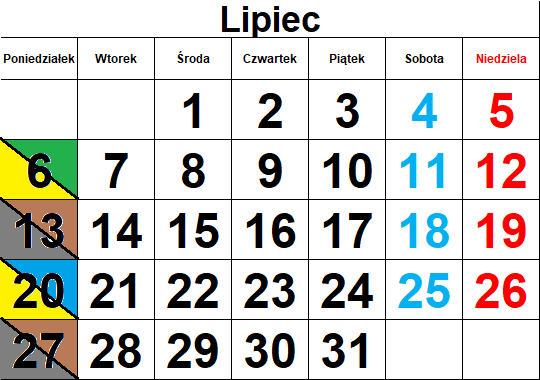 Lipiec
Poniedziałek Wtorek Środa Czwartek Piątek Sobota Niedziela
1 2 3 4 5
6 7 8 9 10 11 12
13 14 15 16 17 18 19
20 21 22 23 24 25 26
27 28 29 30 31